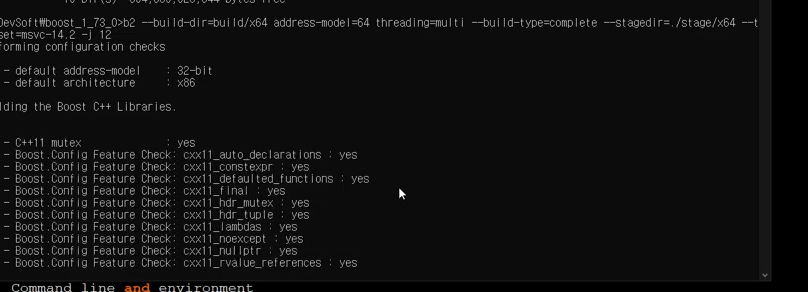 DevSoft\boost_1_73_0>b2 --build-dir=build/x64 address-model=64 threading=multi --build-type=complete --stagedir=./stage/x64 --t
set=msvc-14.2 -j 12
forming configuration checks
- default address-model : 32-bit
- default architecture : x86
lding the Boost C++ Libraries.
- C++11 mutex : yes
- Boost.Config Feature Check: cxx11_auto_declarations : yes
- Boost.Config Feature Check: cxx11_constexpr : yes
- Boost.Config Feature Check: cxx11_defaulted_functions : yes
- Boost.Config Feature Check: cxx11_final : yes
- Boost.Config Feature Check: cxx11_hdr_mutex : yes
- Boost.Config Feature Check: cxx11_hdr_tuple : yes
- Boost.Config Feature Check: cxx11_lambdas : yes
- Boost.Config Feature Check: cxx11_noexcept : yes
- Boost.Config Feature Check: cxx11_nullptr : yes
- Boost.Config Feature Check: cxx11_rvalue_references : yes
Command line and environment